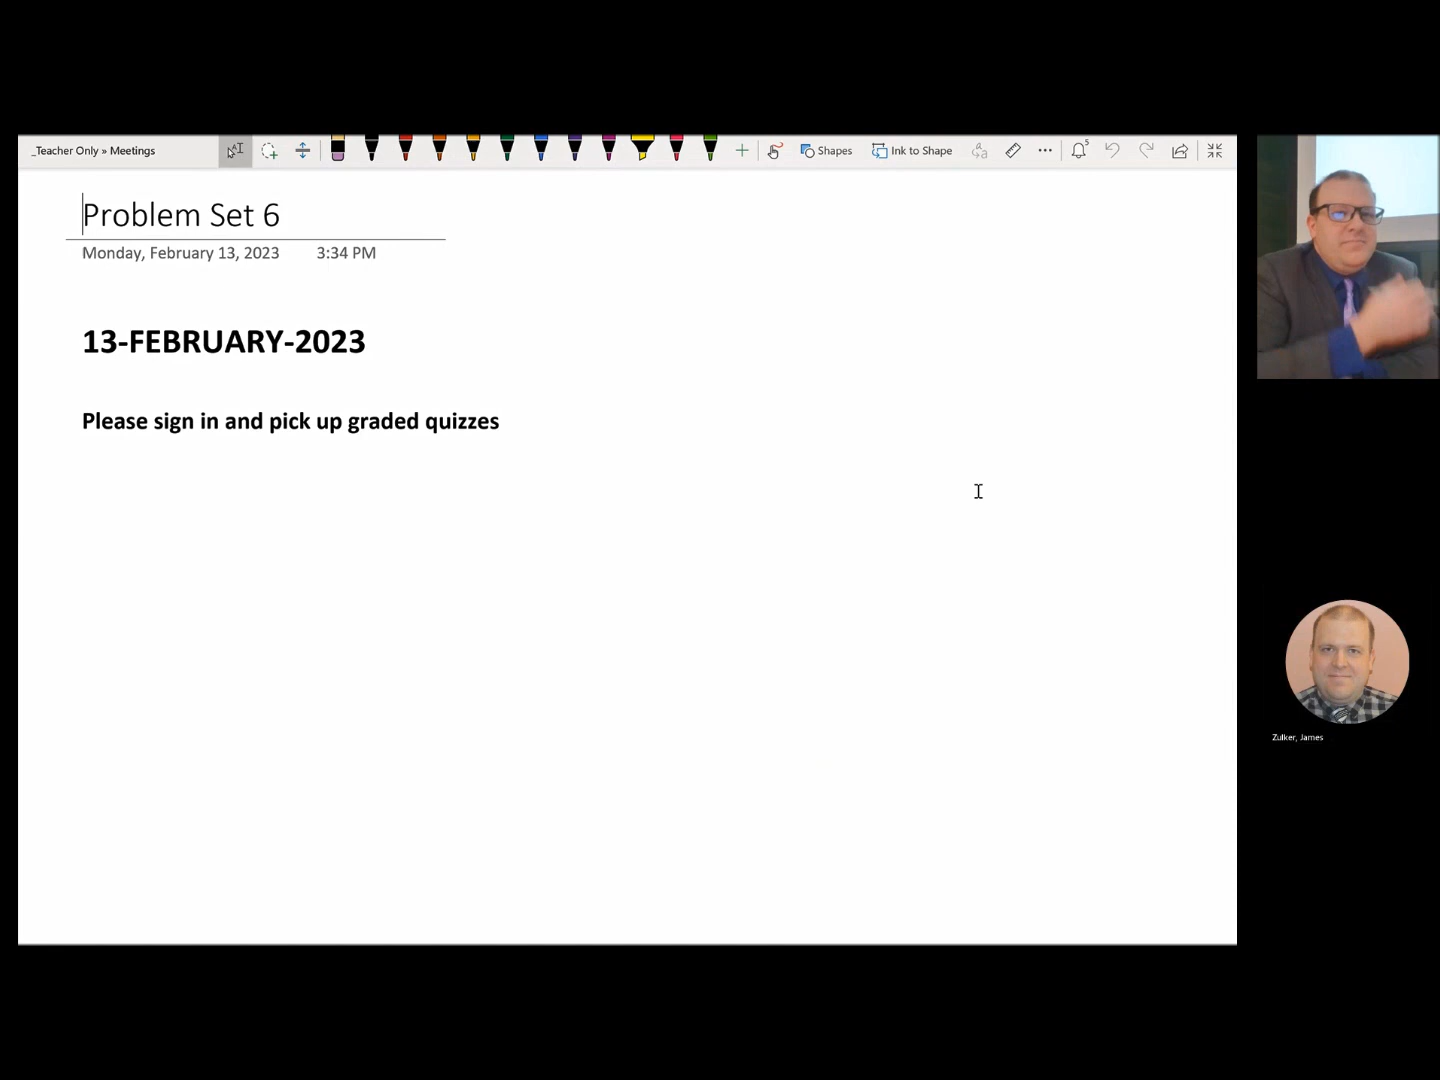 _Teacher Only » Meetings
Shapes
Ink to Shape
5
Problem Set 6
Monday, February 13, 2023 3:34 PM
13-FEBRUARY-2023
Please sign in and pick up graded quizzes
Zulker, James